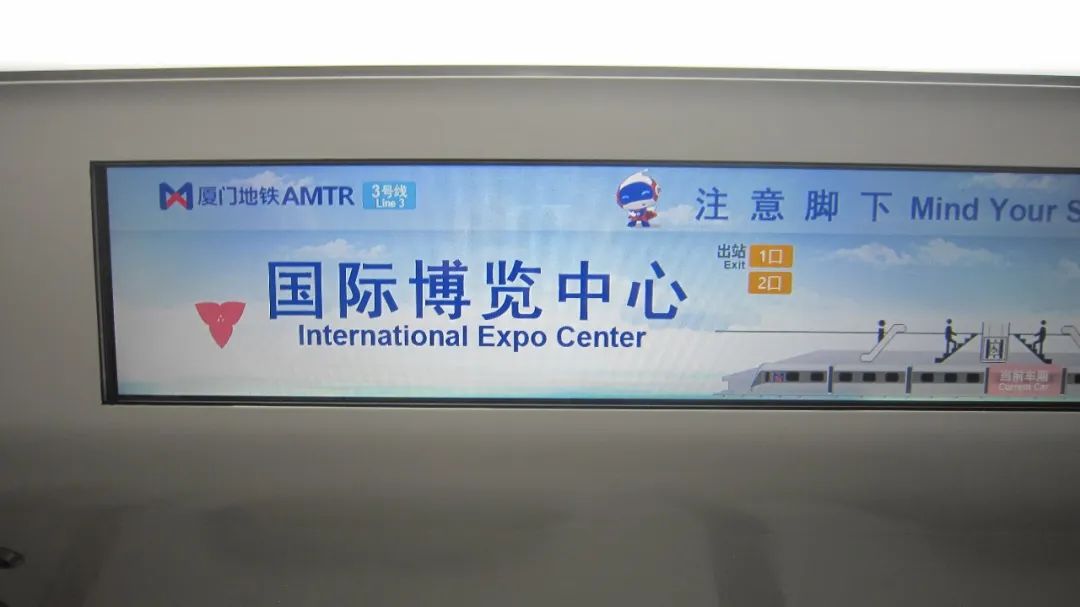 厦门地铁AMTR
3号线
Line 3
注意脚下 Mind Your S
出站
Exit
1口
2口
国际博览中心
International Expo Center
当前车厢
Current Car